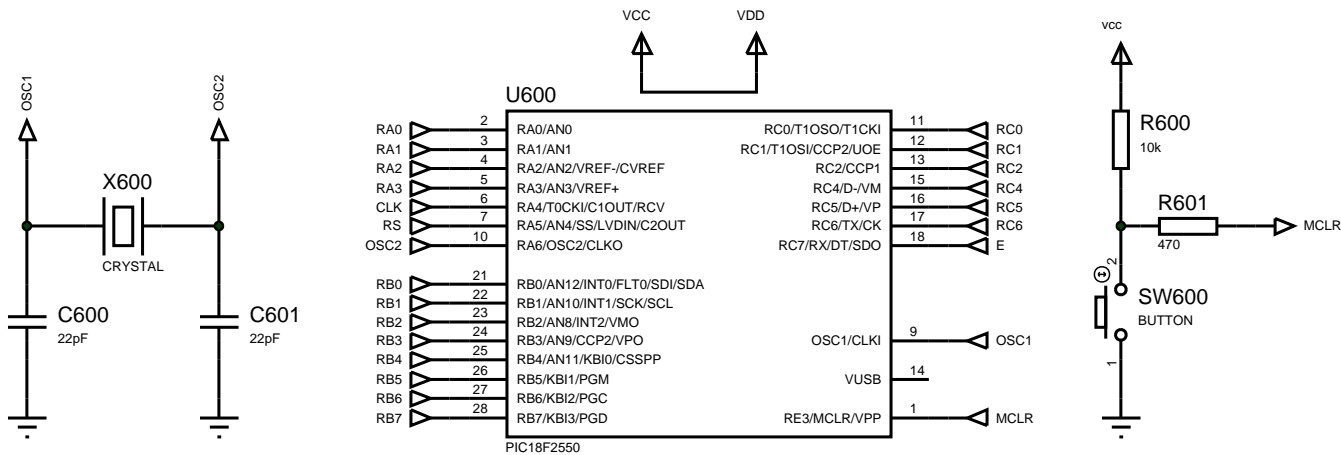 OSC1
OSC2
X600
CRYSTAL
C600
22pF
C601
22pF
VCC
VDD
U600
RA0 2 RA0/AN0
RA1 3 RA1/AN1
RA2 4 RA2/AN2/VREF-/CVREF
RA3 5 RA3/AN3/VREF+
CLK 6 RA4/T0CKI/C1OUT/RCV
RS 7 RA5/AN4/SS/LVDIN/C2OUT
OSC2 10 RA6/OSC2/CLKO
RB0 21 RB0/AN12/INT0/FLT0/SDI/SDA
RB1 22 RB1/AN10/INT1/SCK/SCL
RB2 23 RB2/AN8/INT2/VMO
RB3 24 RB3/AN9/CCP2/VPO
RB4 25 RB4/AN11/KBI0/CSSPP
RB5 26 RB5/KBI1/PGM
RB6 27 RB6/KBI2/PGC
RB7 28 RB7/KBI3/PGD
RC0/T1OSO/T1CKI 11 RC0
RC1/T1OSI/CCP2/UOE 12 RC1
RC2/CCP1 13 RC2
RC4/D-/VM 15 RC4
RC5/D+/VP 16 RC5
RC6/TX/CK 17 RC6
RC7/RX/DT/SDO 18 E
OSC1/CLKI 9 OSC1
VUSB 14
RE3/MCLR/VPP 1 MCLR
PIC18F2550
vcc
R600
10k
R601
470
MCLR
2
SW600
BUTTON
1